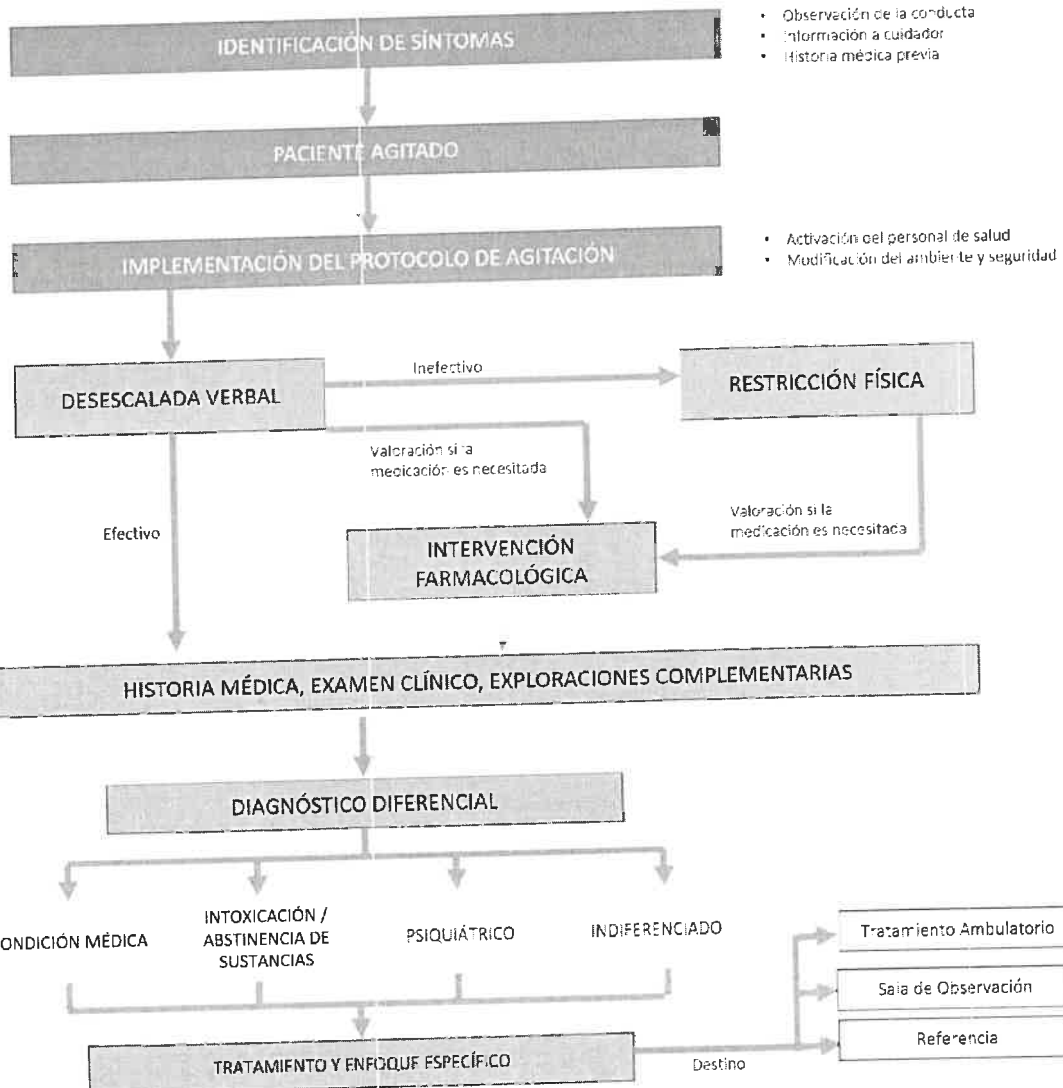 • Observación de la conducta
IDENTIFICACIÓN DE SÍNTOMAS
• Información a cuidador
• Historia médica previa
PACIENTE AGITADO
IMPLEMENTACIÓN DEL PROTOCOLO DE AGITACIÓN
• Activación del personal de salud
• Modificación del ambiente y seguridad
DESESCALADA VERBAL
Inefectivo
RESTRICCIÓN FÍSICA
Valoración si la
medicación es necesitada
Efectivo
Valoración si la
medicación es necesitada
INTERVENCIÓN
FARMACOLÓGICA
HISTORIA MÉDICA, EXAMEN CLÍNICO, EXPLORACIONES COMPLEMENTARIAS
DIAGNÓSTICO DIFERENCIAL
ONDICIÓN MÉDICA
INTOXICACIÓN /
ABSTINENCIA DE
SUSTANCIAS
PSIQUIÁTRICO
INDIFERENCIADO
Tratamiento Ambulatorio
Sala de Observación
Referencia
TRATAMIENTO Y ENFOQUE ESPECÍFICO
Destino